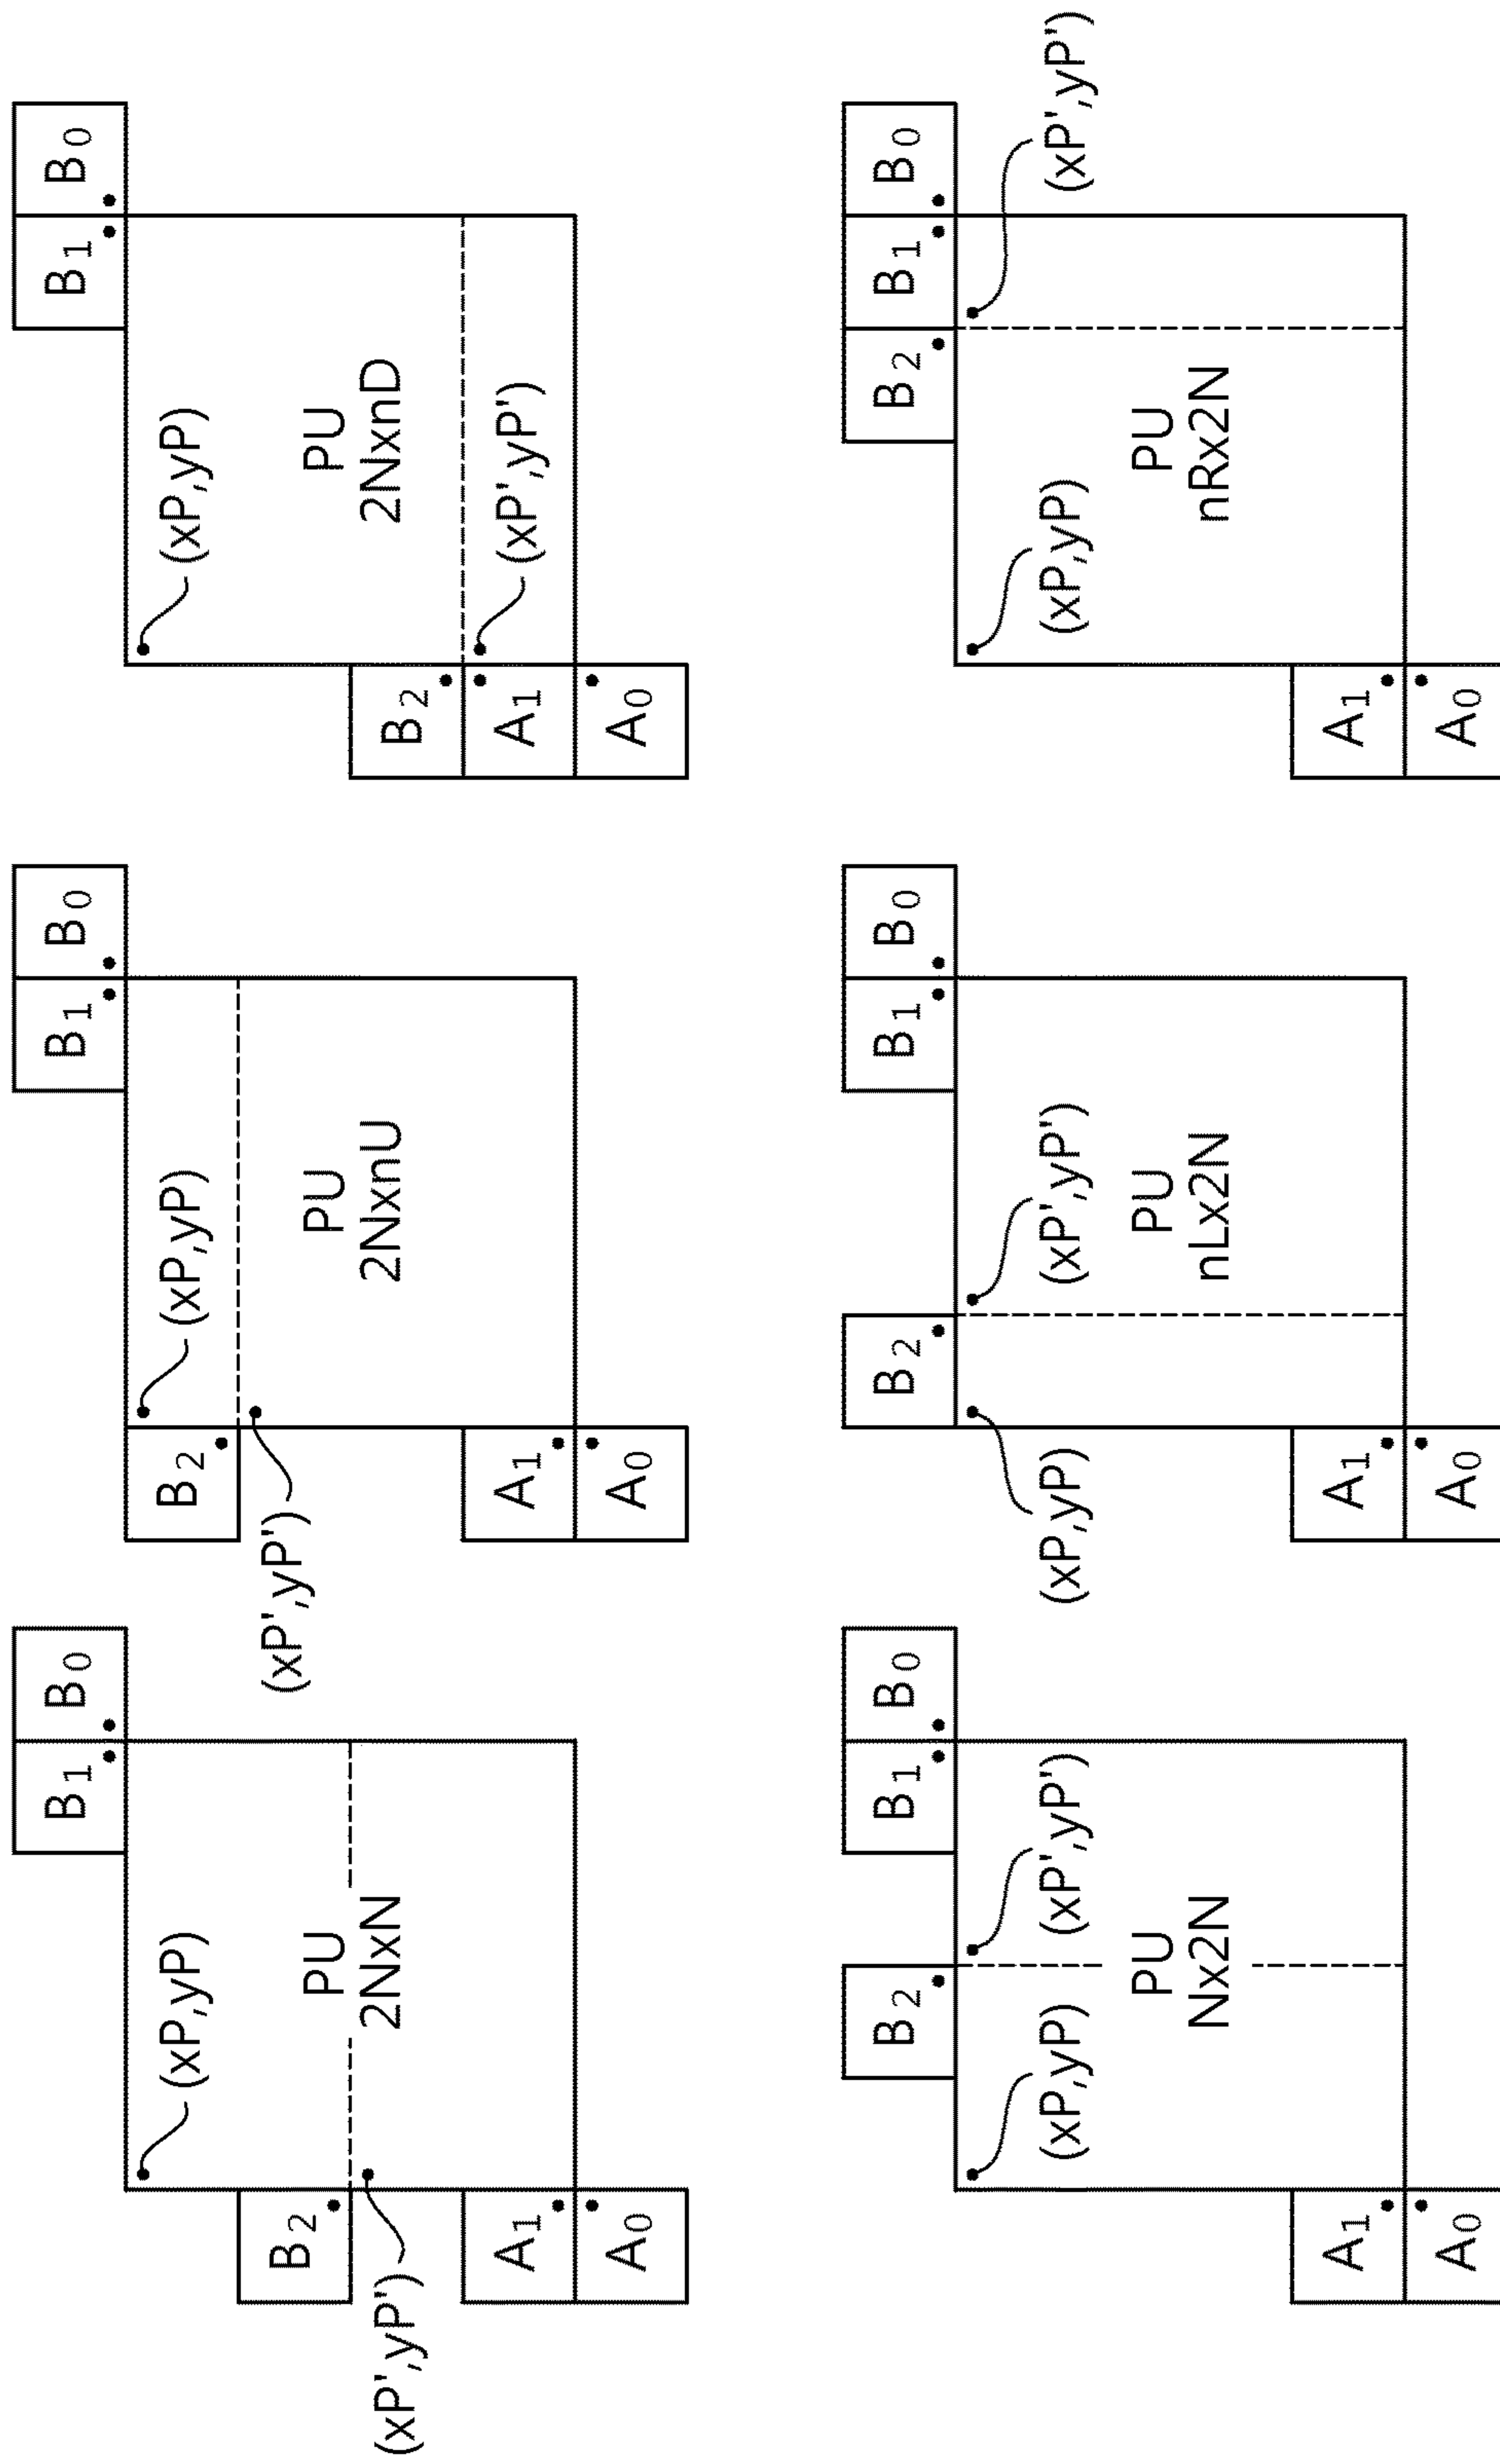 B1 B0
(xP,yP)
B2
PU
2NxN
(xP',yP')
A1
A0
B1 B0
(xP,yP)
B2
(xP',yP')
PU
2NxnU
A1
A0
B1 B0
(xP,yP)
PU
2NxnD
B2
(xP',yP')
A1
A0
B2 B1 B0
(xP,yP) (xP',yP')
PU
Nx2N
A1
A0
B2 B1 B0
(xP,yP) (xP',yP')
PU
nLx2N
A1
A0
B2 B1 B0
(xP,yP) (xP',yP')
PU
nRx2N
A1
A0